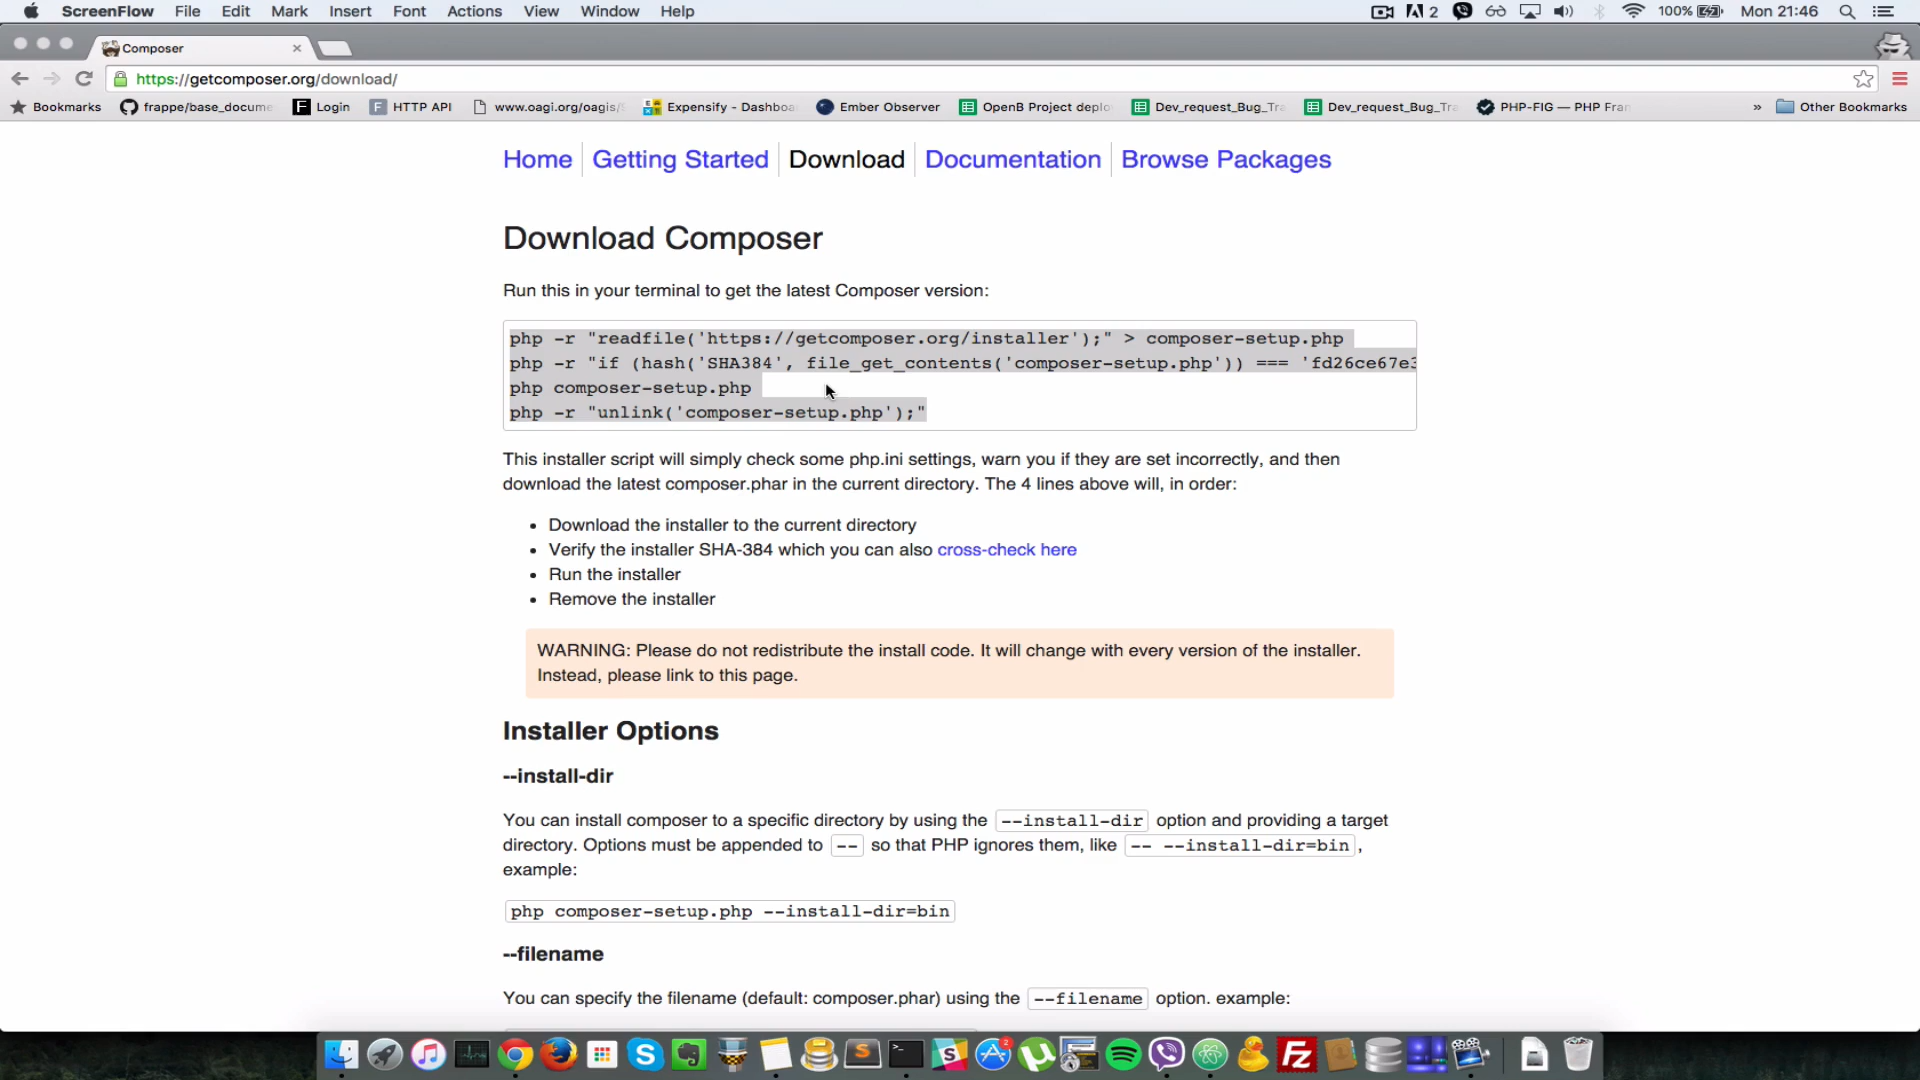 ScreenFlow File Edit Mark Insert Font Actions View Window Help 2 100% Mon 21:46
Composer
https://getcomposer.org/download/
Bookmarks frappe/base_docume Login HTTP API www.oagi.org/oagis/ Expensify - Dashboa Ember Observer OpenB Project deplo Dev_request_Bug_Tra Dev_request_Bug_Tra PHP-FIG — PHP Fram » Other Bookmarks
Home Getting Started Download Documentation Browse Packages
Download Composer
Run this in your terminal to get the latest Composer version:
php -r "readfile('https://getcomposer.org/installer');" > composer-setup.php
php -r "if (hash('SHA384', file_get_contents('composer-setup.php')) === 'fd26ce67e3
php composer-setup.php
php -r "unlink('composer-setup.php');"
This installer script will simply check some php.ini settings, warn you if they are set incorrectly, and then
download the latest composer.phar in the current directory. The 4 lines above will, in order:
• Download the installer to the current directory
• Verify the installer SHA-384 which you can also cross-check here
• Run the installer
• Remove the installer
WARNING: Please do not redistribute the install code. It will change with every version of the installer.
Instead, please link to this page.
Installer Options
--install-dir
You can install composer to a specific directory by using the --install-dir option and providing a target
directory. Options must be appended to -- so that PHP ignores them, like -- --install-dir=bin ,
example:
php composer-setup.php --install-dir=bin
--filename
You can specify the filename (default: composer.phar) using the --filename option. example: